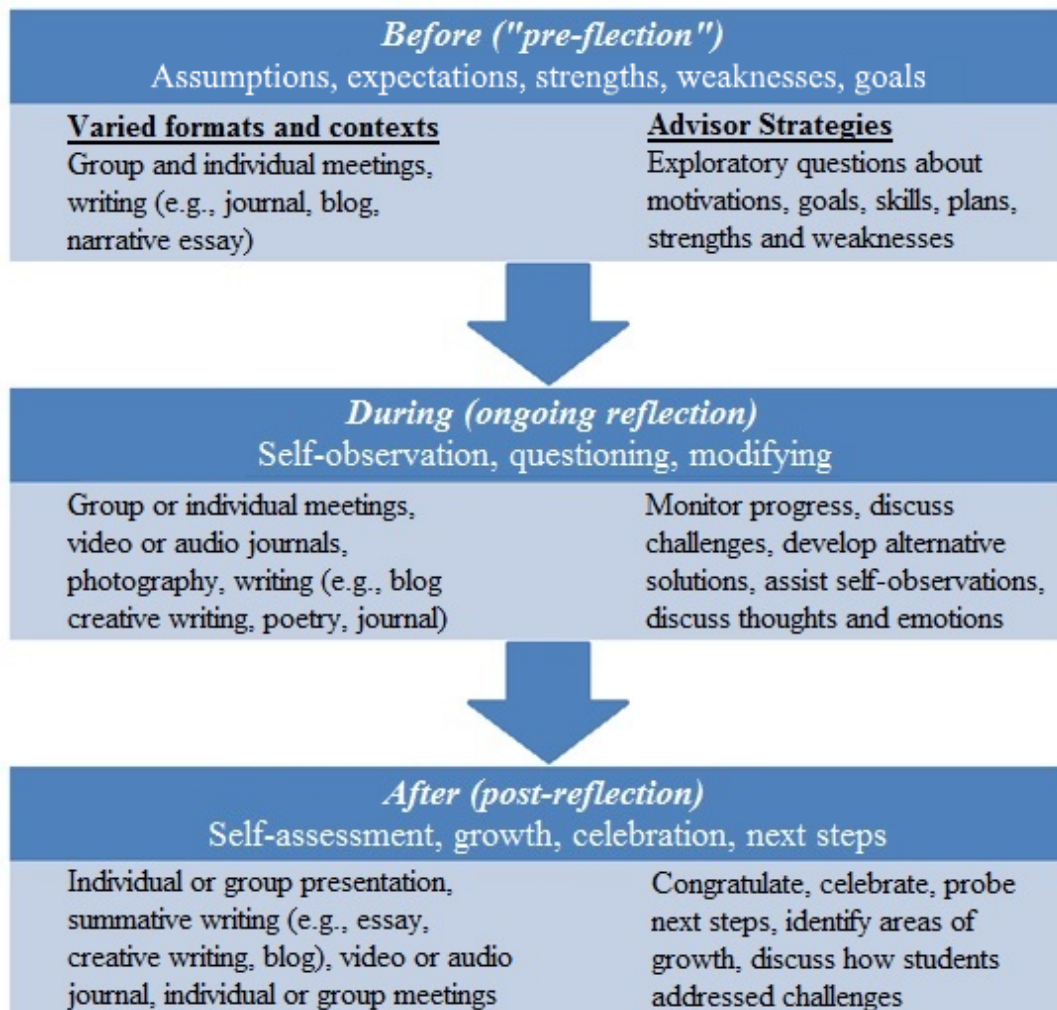 Before ("pre-flection")
Assumptions, expectations, strengths, weaknesses, goals
Varied formats and contexts
Group and individual meetings,
writing (e.g., journal, blog,
narrative essay)
Advisor Strategies
Exploratory questions about
motivations, goals, skills, plans,
strengths and weaknesses
During (ongoing reflection)
Self-observation, questioning, modifying
Group or individual meetings,
video or audio journals,
photography, writing (e.g., blog
creative writing, poetry, journal)
Monitor progress, discuss
challenges, develop alternative
solutions, assist self-observations,
discuss thoughts and emotions
After (post-reflection)
Self-assessment, growth, celebration, next steps
Individual or group presentation,
summative writing (e.g., essay,
creative writing, blog), video or audio
journal, individual or group meetings
Congratulate, celebrate, probe
next steps, identify areas of
growth, discuss how students
addressed challenges